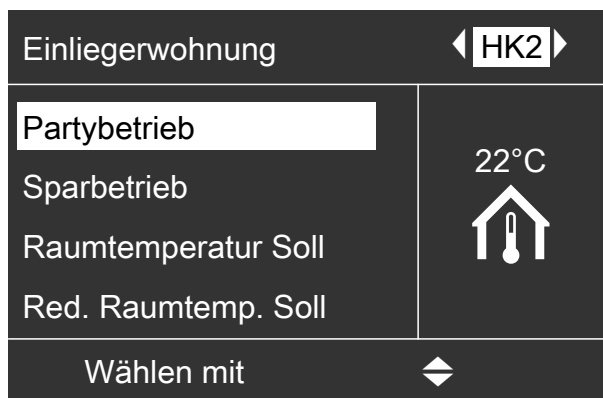 Einliegerwohnung HK2
Partybetrieb
Sparbetrieb
Raumtemperatur Soll
Red. Raumtemp. Soll
22°C
Wählen mit